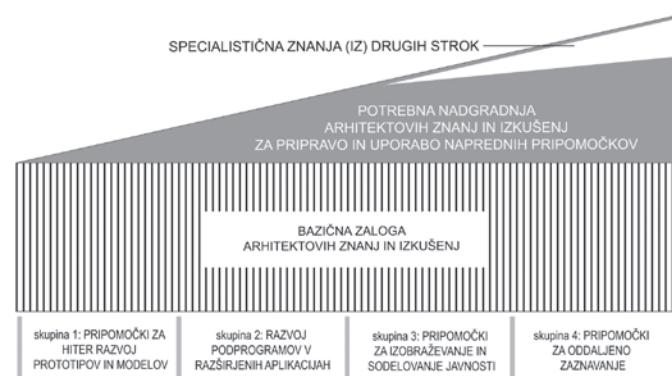 SPECIALISTIČNA ZNANJA (IZ) DRUGIH STROK
POTREBNA NADGRADNJA
ARHITEKTOVIH ZNANJ IN IZKUŠENJ
ZA PRIPRAVO IN UPORABO NAPREDNIH PRIPOMOČKOV
BAZIČNA ZALOGA
ARHITEKTOVIH ZNANJ IN IZKUŠENJ
skupina 1: PRIPOMOČKI ZA
HITER RAZVOJ
PROTOTIPOV IN MODELOV
skupina 2: RAZVOJ
PODPROGRAMOV V
RAZŠIRJENIH APLIKACIJAH
skupina 3: PRIPOMOČKI
ZA IZOBRAŽEVANJE IN
SODELOVANJE JAVNOSTI
skupina 4: PRIPOMOČKI
ZA ODDALJENO
ZAZNAVANJE